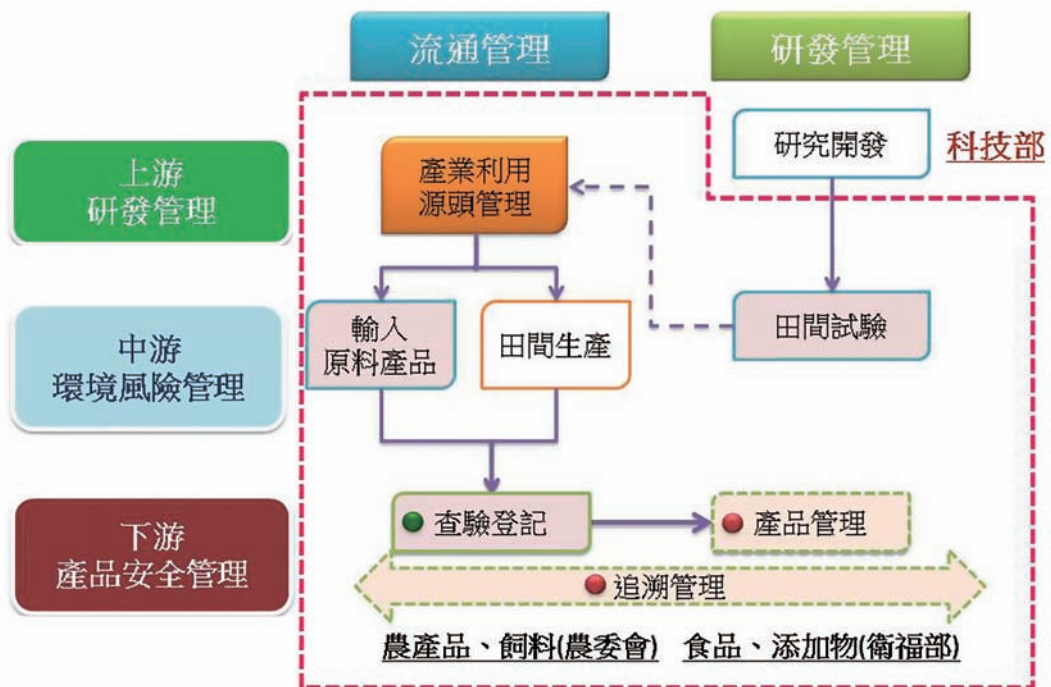 流通管理
研發管理
上游
研發管理
產業利用
源頭管理
研究開發
科技部
中游
環境風險管理
輸入
原料產品
田間生產
田間試驗
下游
產品安全管理
查驗登記
產品管理
追溯管理
農產品、飼料(農委會)
食品、添加物(衛福部)